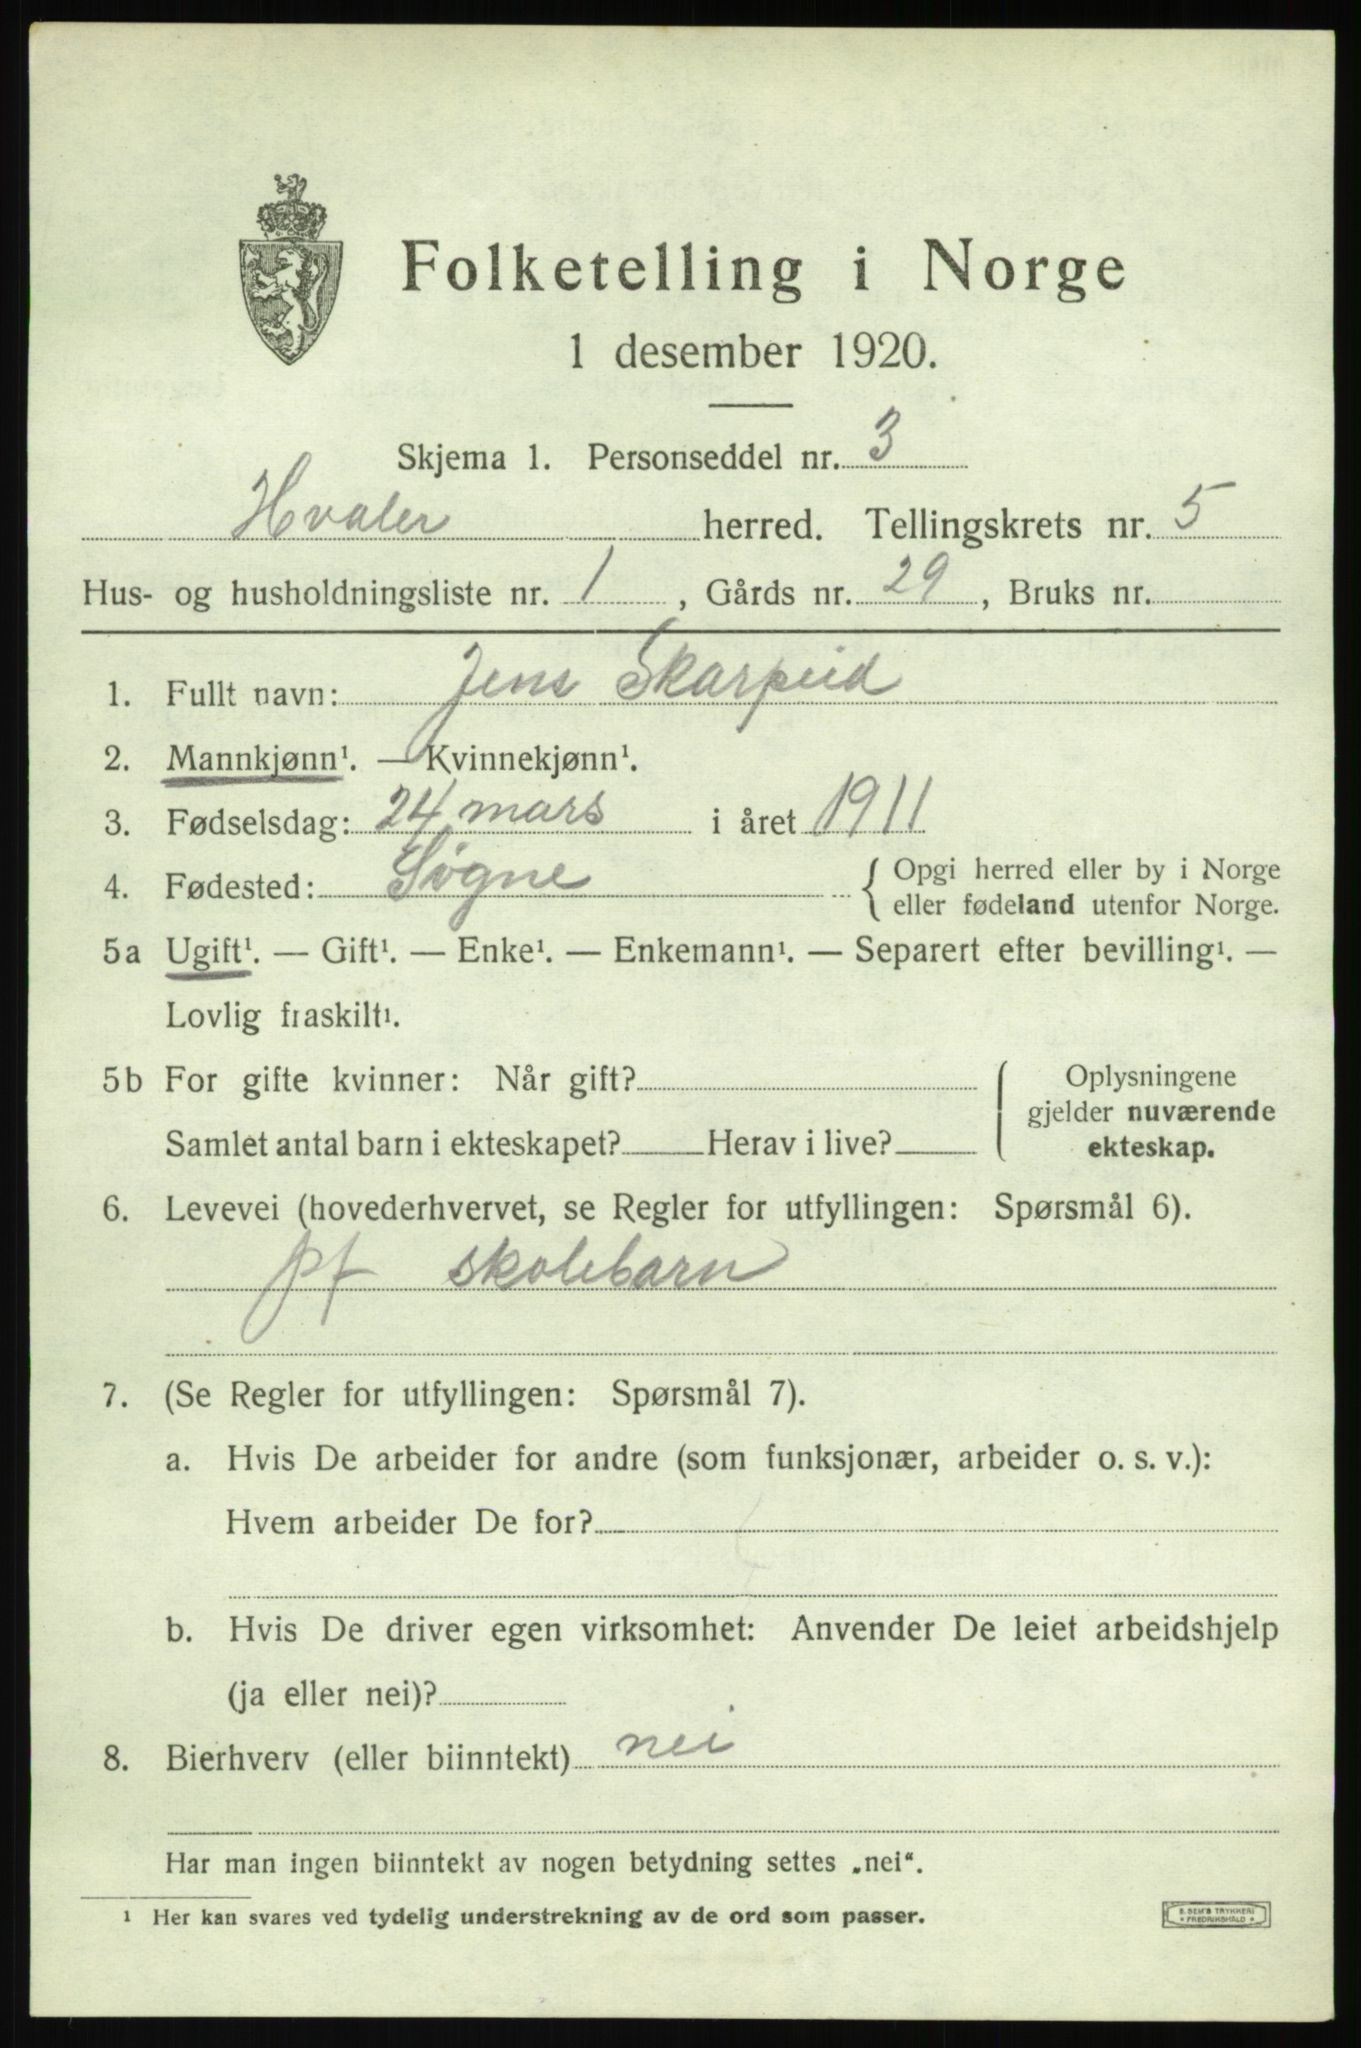 Folketelling i Norge
1 desember 1920.
Skjema 1. Personseddel nr. 3
Hvaler herred. Tellingskrets nr. 5
Hus- og husholdningsliste nr. 1, Gårds nr. 29, Bruks nr.
1. Fullt navn: Jens Skarpeid
2. Mannkjønn¹. — Kvinnekjønn¹.
3. Fødselsdag: 24 mars i året 1911
4. Fødested: Søgne { Opgi herred eller by i Norge
eller fødeland utenfor Norge.
5a Ugift¹. — Gift¹. — Enke¹. — Enkemann¹. — Separert efter bevilling¹. —
Lovlig fraskilt¹.
5b For gifte kvinner: Når gift? { Oplysningene
gjelder nuværende
Samlet antal barn i ekteskapet? Herav i live? ekteskap.
6. Levevei (hovederhvervet, se Regler for utfyllingen: Spørsmål 6).
pf skolebarn
7. (Se Regler for utfyllingen: Spørsmål 7).
a. Hvis De arbeider for andre (som funksjonær, arbeider o. s. v.):
Hvem arbeider De for?
b. Hvis De driver egen virksomhet: Anvender De leiet arbeidshjelp
(ja eller nei)?
8. Bierhverv (eller biinntekt) nei
Har man ingen biinntekt av nogen betydning settes „nei“.
¹ Her kan svares ved tydelig understrekning av de ord som passer.
E. SEM'S TRYKKERI
* FREDRIKSHALD *